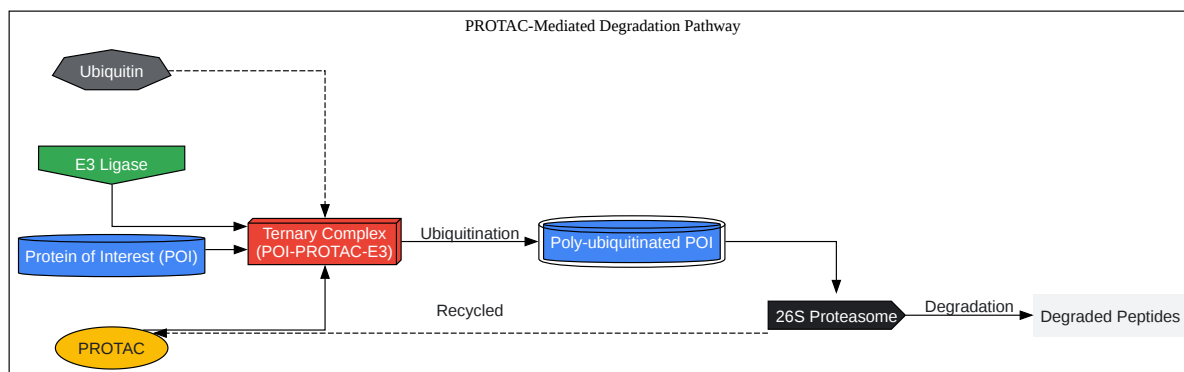 PROTAC-Mediated Degradation Pathway
Ubiquitin
E3 Ligase
Protein of Interest (POI)
Ternary Complex
(POI-PROTAC-E3)
Ubiquitination
Poly-ubiquitinated POI
Recycled
PROTAC
26S Proteasome
Degradation
Degraded Peptides